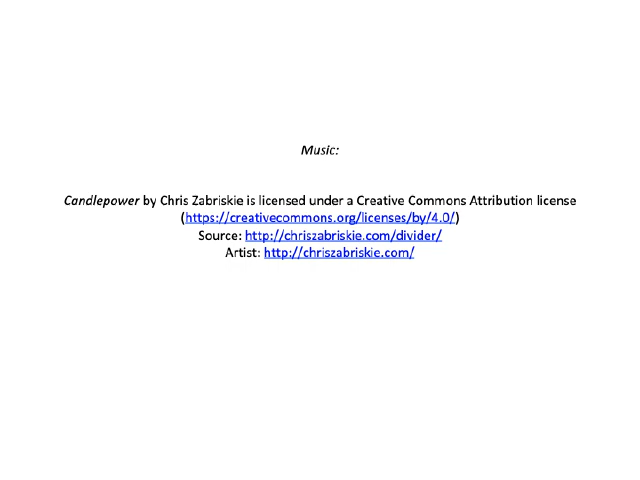 Music:
Candlepower by Chris Zabriskie is licensed under a Creative Commons Attribution license
(https://creativecommons.org/licenses/by/4.0/)
Source: http://chriszabriskie.com/divider/
Artist: http://chriszabriskie.com/